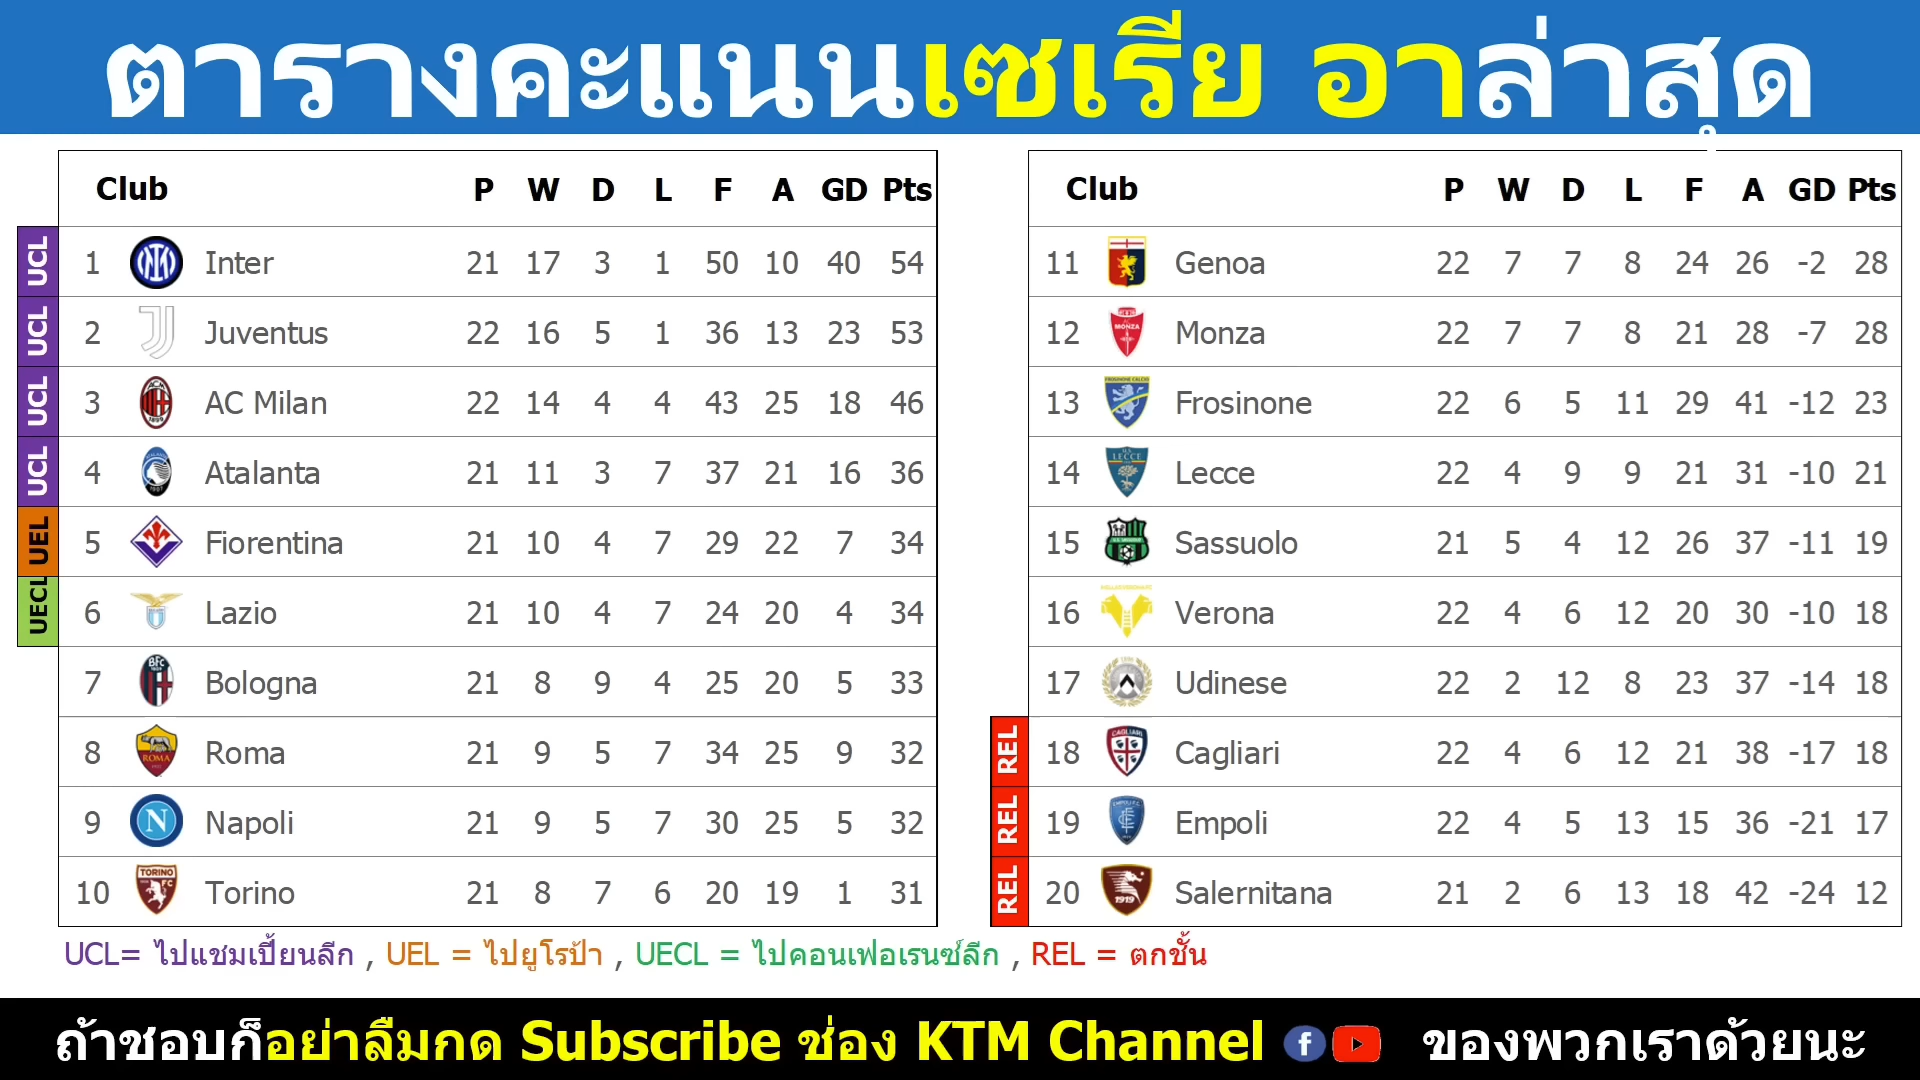 ตารางคะแนนเซเรีย อาล่าสุด
Club P W D L F A GD Pts
UCL 1 Inter 21 17 3 1 50 10 40 54
UCL 2 Juventus 22 16 5 1 36 13 23 53
UCL 3 AC Milan 22 14 4 4 43 25 18 46
UCL 4 Atalanta 21 11 3 7 37 21 16 36
UEL 5 Fiorentina 21 10 4 7 29 22 7 34
UECL 6 Lazio 21 10 4 7 24 20 4 34
7 Bologna 21 8 9 4 25 20 5 33
8 Roma 21 9 5 7 34 25 9 32
9 Napoli 21 9 5 7 30 25 5 32
10 Torino 21 8 7 6 20 19 1 31
Club P W D L F A GD Pts
11 Genoa 22 7 7 8 24 26 -2 28
12 Monza 22 7 7 8 21 28 -7 28
13 Frosinone 22 6 5 11 29 41 -12 23
14 Lecce 22 4 9 9 21 31 -10 21
15 Sassuolo 21 5 4 12 26 37 -11 19
16 Verona 22 4 6 12 20 30 -10 18
17 Udinese 22 2 12 8 23 37 -14 18
REL 18 Cagliari 22 4 6 12 21 38 -17 18
REL 19 Empoli 22 4 5 13 15 36 -21 17
REL 20 Salernitana 21 2 6 13 18 42 -24 12
UCL= ไปแชมเปี้ยนลีก , UEL = ไปยูโรป้า , UECL = ไปคอนเฟอเรนซ์ลีก , REL = ตกชั้น
ถ้าชอบก็อย่าลืมกด Subscribe ช่อง KTM Channel ของพวกเราด้วยนะ